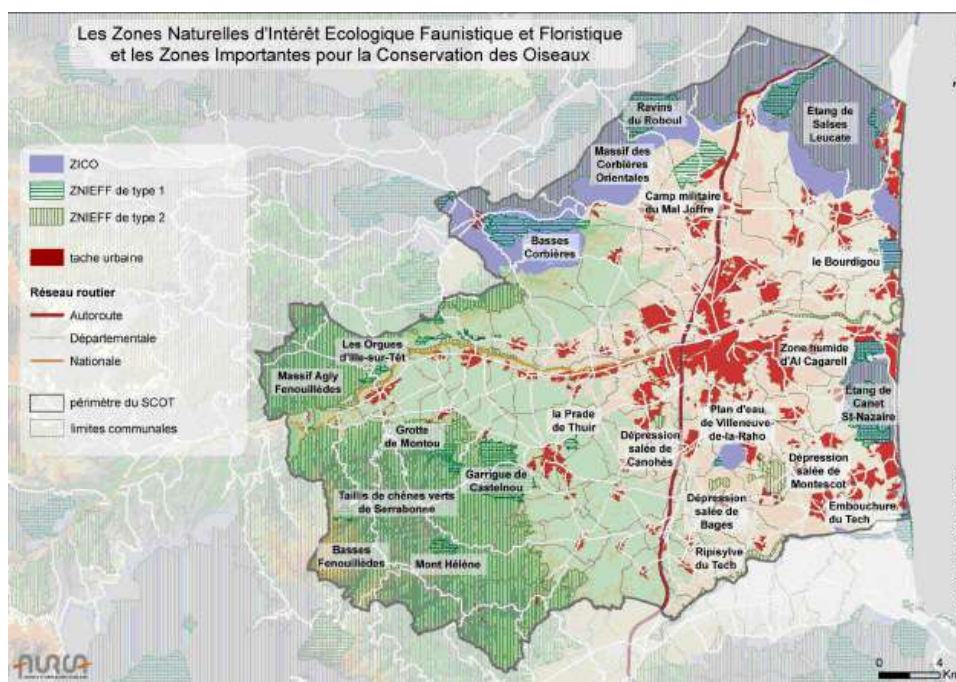 Les Zones Naturelles d'Intérêt Ecologique Faunistique et Floristique
et les Zones Importantes pour la Conservation des Oiseaux
ZICO
ZNIEFF de type 1
ZNIEFF de type 2
tache urbaine
Réseau routier
Autoroute
Départementale
Nationale
périmètre du SCOT
limites communales
Ravins
du Roboul
Etang de
Salses
Leucate
Massif des
Corbières
Orientales
Camp militaire
du Mal Joffre
Basses
Corbières
le Bourdigou
Les Orgues
d'Ille-sur-Têt
Massif Agly
Fenouillèdes
Zone humide
d'Al Cagarell
Etang de
Canet
St-Nazaire
Grotte
de Montou
la Prade
de Thuir
Dépression
salée de
Canohès
Plan d'eau
de Villeneuve-
de-la-Raho
Dépression
salée de
Montescot
Garrigue de
Castelnou
Taillis de chênes verts
de Serrabonne
Dépression
salée de
Bages
Embouchure
du Tech
Basses
Fenouillèdes
Mont Hélène
Ripisylve
du Tech
AURCA
0 4
Km